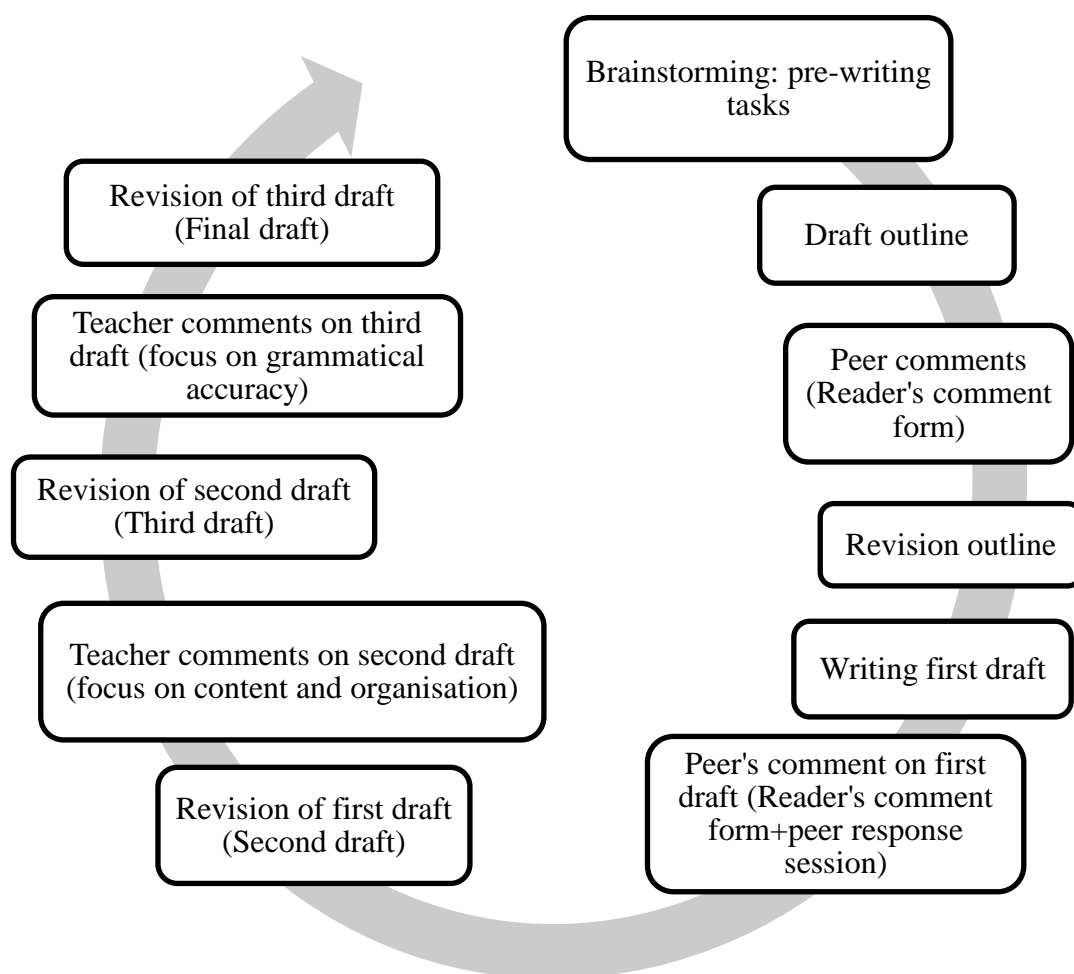 Brainstorming: pre-writing
tasks
Draft outline
Peer comments
(Reader's comment
form)
Revision outline
Writing first draft
Peer's comment on first
draft (Reader's comment
form+peer response
session)
Revision of first draft
(Second draft)
Teacher comments on second draft
(focus on content and organisation)
Revision of second draft
(Third draft)
Teacher comments on third
draft (focus on grammatical
accuracy)
Revision of third draft
(Final draft)